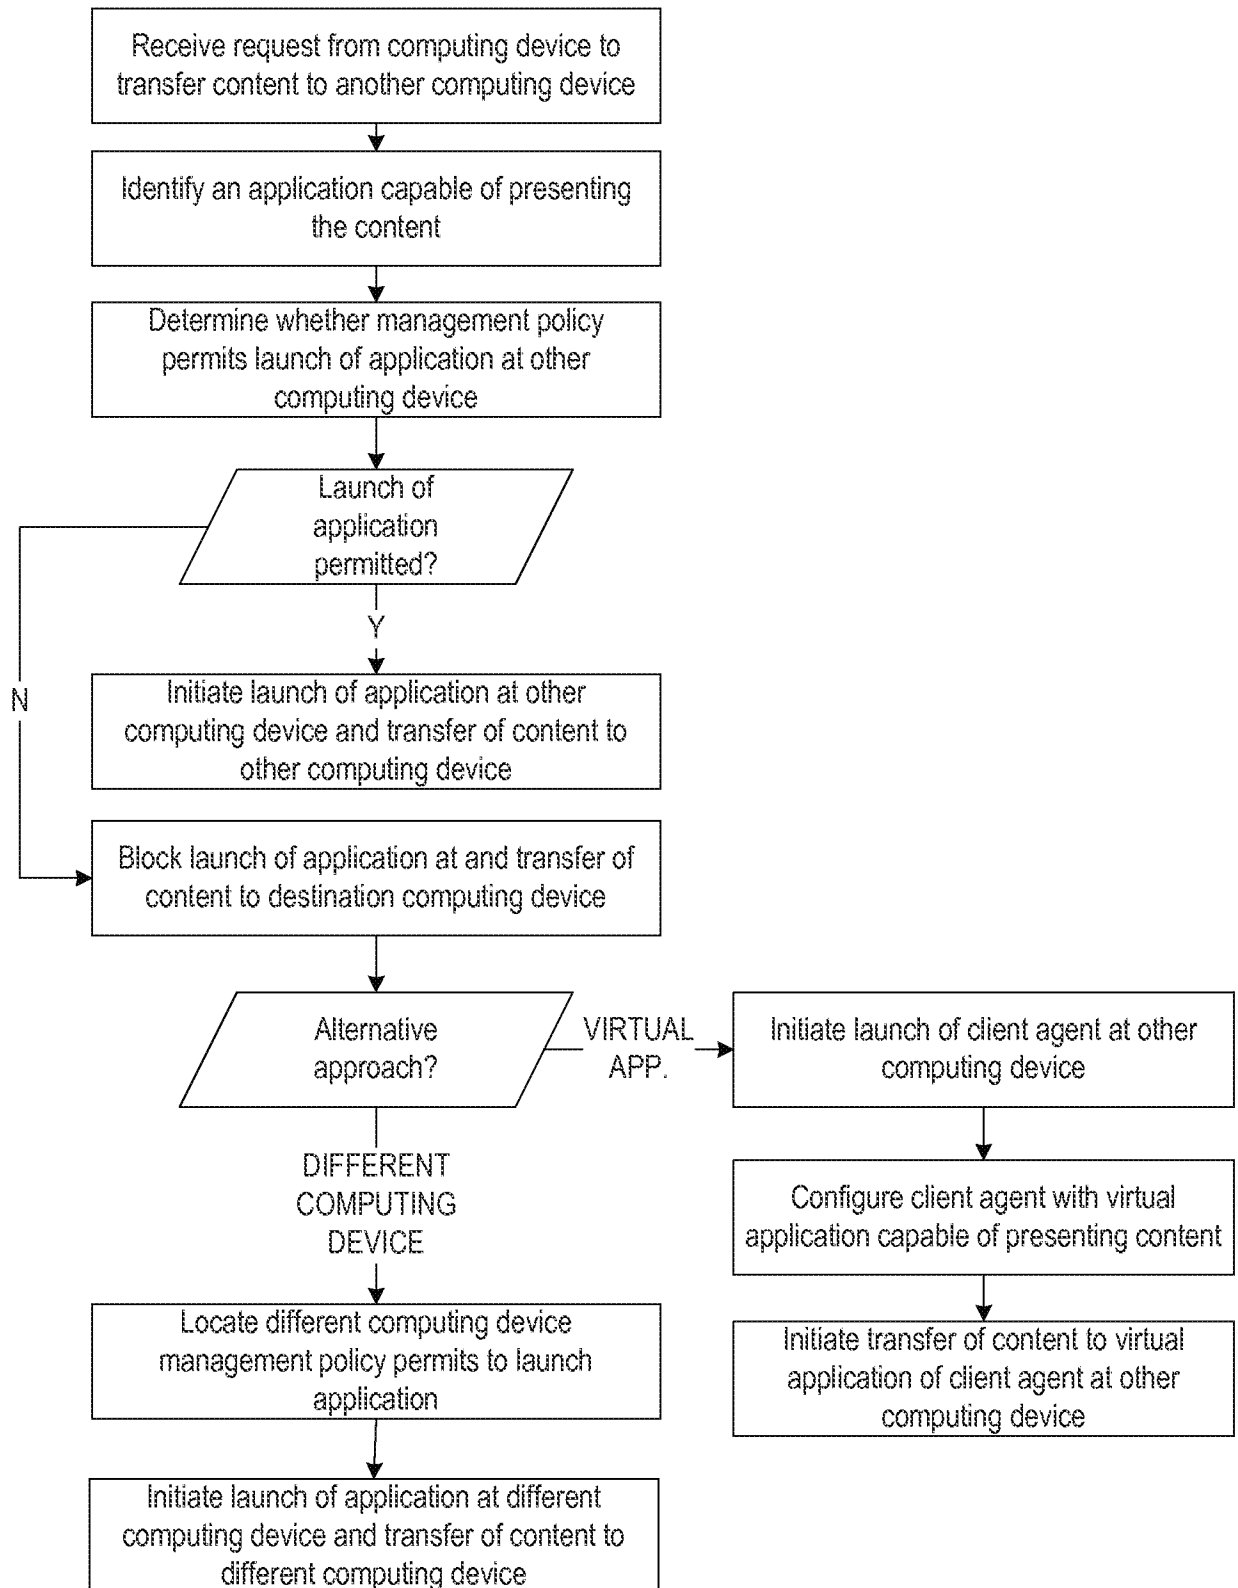 Receive request from computing device to
transfer content to another computing device
Identify an application capable of presenting
the content
Determine whether management policy
permits launch of application at other
computing device
Launch of
application
permitted?
Y
N
Initiate launch of application at other
computing device and transfer of content to
other computing device
Block launch of application at and transfer of
content to destination computing device
Alternative
approach?
VIRTUAL
APP.
Initiate launch of client agent at other
computing device
Configure client agent with virtual
application capable of presenting content
Initiate transfer of content to virtual
application of client agent at other
computing device
DIFFERENT
COMPUTING
DEVICE
Locate different computing device
management policy permits to launch
application
Initiate launch of application at different
computing device and transfer of content to
different computing device